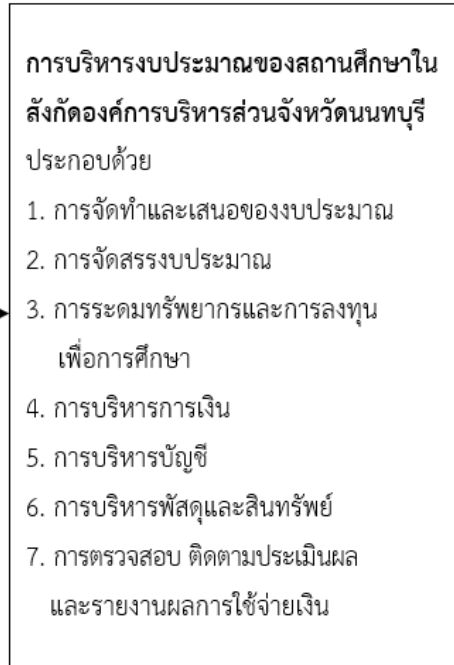 การบริหารงบประมาณของสถานศึกษาใน
สังกัดองค์การบริหารส่วนจังหวัดนนทบุรี
ประกอบด้วย
1. การจัดทำและเสนอของงบประมาณ
2. การจัดสรรงบประมาณ
3. การระดมทรัพยากรและการลงทุน
เพื่อการศึกษา
4. การบริหารการเงิน
5. การบริหารบัญชี
6. การบริหารพัสดุและสินทรัพย์
7. การตรวจสอบ ติดตามประเมินผล
และรายงานผลการใช้จ่ายเงิน